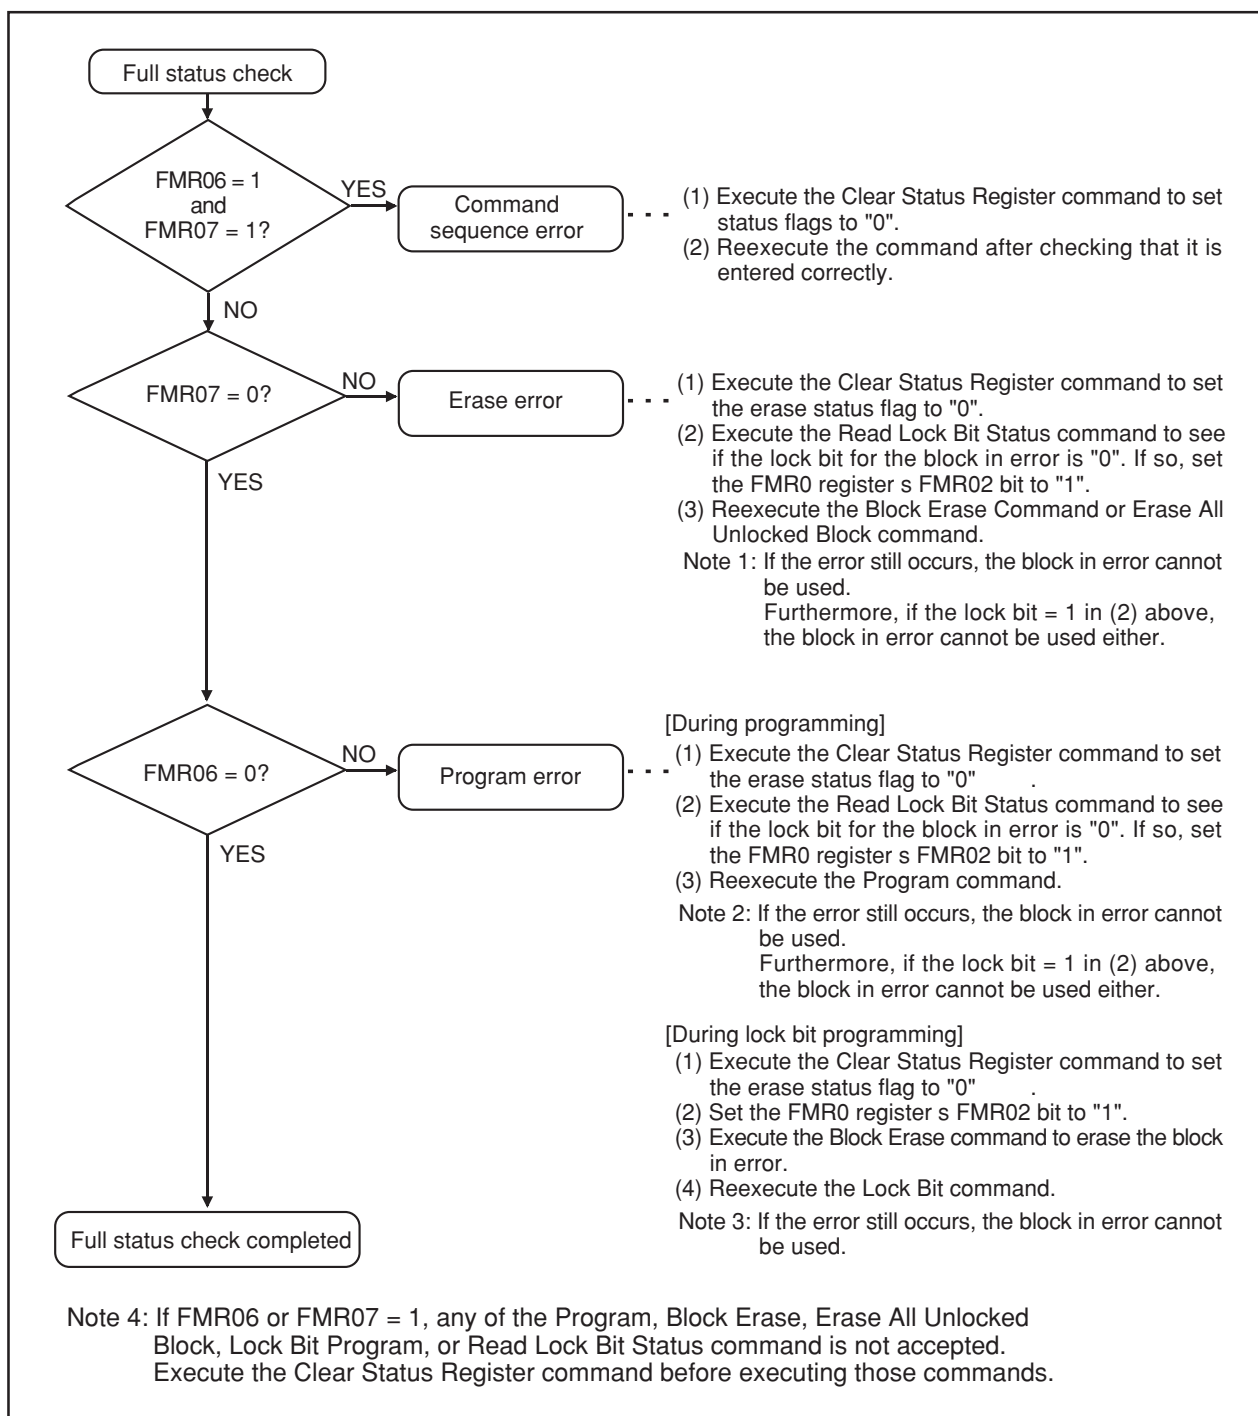 Full status check
FMR06 = 1
and
FMR07 = 1?
YES
Command
sequence error
(1) Execute the Clear Status Register command to set
status flags to "0".
(2) Reexecute the command after checking that it is
entered correctly.
NO
FMR07 = 0?
NO
Erase error
(1) Execute the Clear Status Register command to set
the erase status flag to "0".
(2) Execute the Read Lock Bit Status command to see
if the lock bit for the block in error is "0". If so, set
the FMR0 register s FMR02 bit to "1".
(3) Reexecute the Block Erase Command or Erase All
Unlocked Block command.
Note 1: If the error still occurs, the block in error cannot
be used.
Furthermore, if the lock bit = 1 in (2) above,
the block in error cannot be used either.
YES
FMR06 = 0?
NO
Program error
[During programming]
(1) Execute the Clear Status Register command to set
the erase status flag to "0" .
(2) Execute the Read Lock Bit Status command to see
if the lock bit for the block in error is "0". If so, set
the FMR0 register s FMR02 bit to "1".
(3) Reexecute the Program command.
Note 2: If the error still occurs, the block in error cannot
be used.
Furthermore, if the lock bit = 1 in (2) above,
the block in error cannot be used either.
YES
[During lock bit programming]
(1) Execute the Clear Status Register command to set
the erase status flag to "0" .
(2) Set the FMR0 register s FMR02 bit to "1".
(3) Execute the Block Erase command to erase the block
in error.
(4) Reexecute the Lock Bit command.
Note 3: If the error still occurs, the block in error cannot
be used.
Full status check completed
Note 4: If FMR06 or FMR07 = 1, any of the Program, Block Erase, Erase All Unlocked
Block, Lock Bit Program, or Read Lock Bit Status command is not accepted.
Execute the Clear Status Register command before executing those commands.